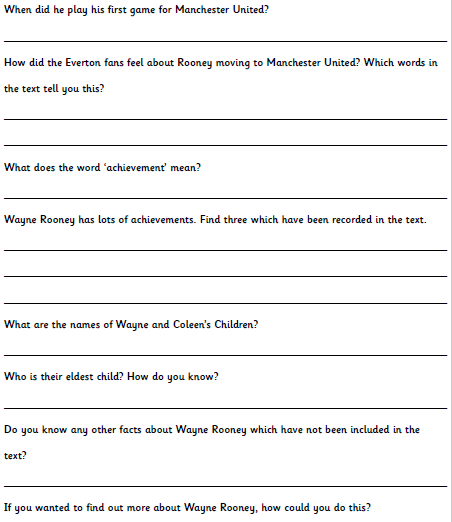 When did he play his first game for Manchester United?
How did the Everton fans feel about Rooney moving to Manchester United? Which words in
the text tell you this?
What does the word ‘achievement’ mean?
Wayne Rooney has lots of achievements. Find three which have been recorded in the text.
What are the names of Wayne and Coleen’s Children?
Who is their eldest child? How do you know?
Do you know any other facts about Wayne Rooney which have not been included in the
text?
If you wanted to find out more about Wayne Rooney, how could you do this?